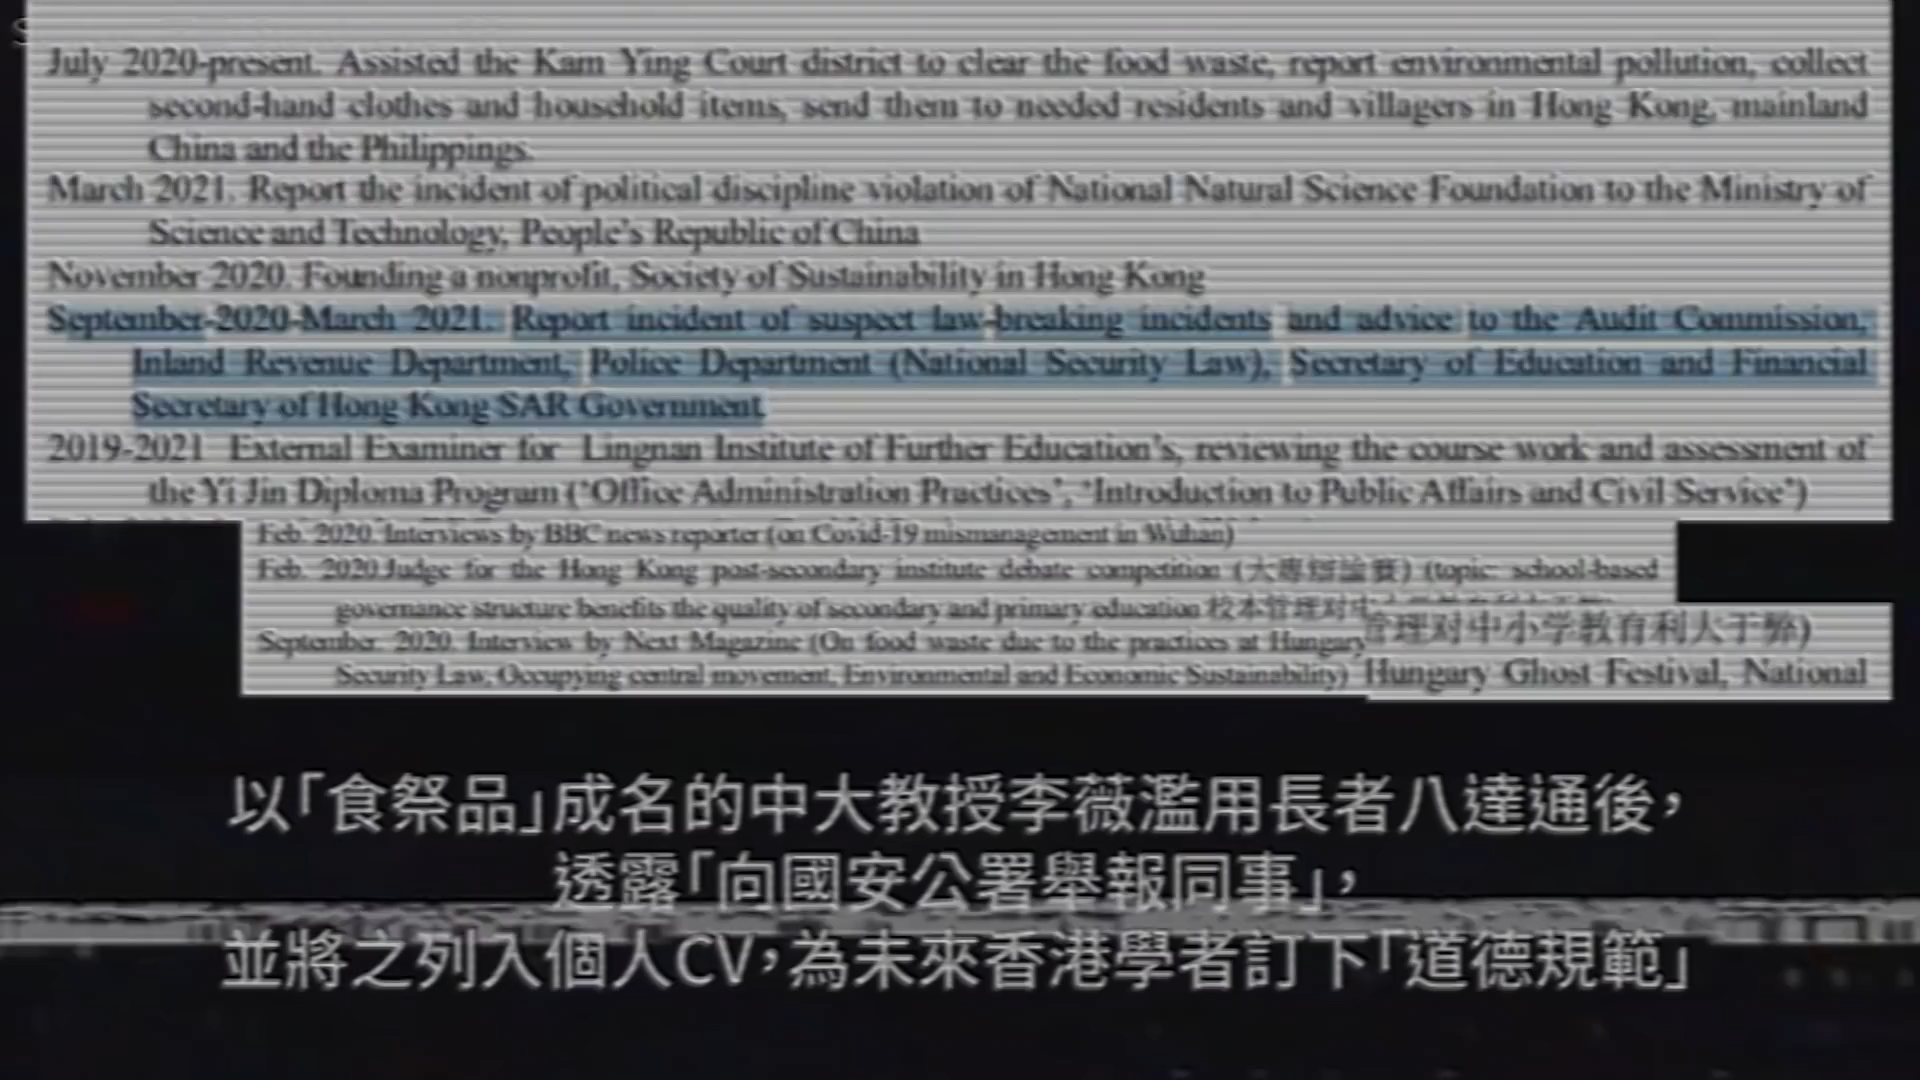 July 2020-present. Assisted the Kam Ying Court district to clear the food waste, report environmental pollution, collect
second-hand clothes and household items, send them to needed residents and villagers in Hong Kong, mainland
China and the Philippings.
March 2021. Report the incident of political discipline violation of National Natural Science Foundation to the Ministry of
Science and Technology, People's Republic of China
November 2020. Founding a nonprofit, Society of Sustainability in Hong Kong
September-2020-March 2021. Report incident of suspect law-breaking incidents and advice to the Audit Commission,
Inland Revenue Department, Police Department (National Security Law), Secretary of Education and Financial
Secretary of Hong Kong SAR Government.
2019-2021 External Examiner for Lingnan Institute of Further Education's, reviewing the course work and assessment of
the Yi Jin Diploma Program ("Office Administration Practices", "Introduction to Public Affairs and Civil Service")
Feb. 2020. Interviews by BBC news reporter (on Covid-19 mismanagement in Wuhan)
Feb. 2020 Judge for the Hong Kong post-secondary institute debate competition (大專辯論賽) (topic: school-based
governance structure benefits the quality of secondary and primary education 校本管理对中
管理对中小学教育利大于弊)
September. 2020. Interview by Next Magazine (On food waste due to the practices at Hungary
Hungary Ghost Festival, National
Security Law, Occupying central movement, Environmental and Economic Sustainability)
以「食祭品」成名的中大教授李薇濫用長者八達通後，
透露「向國安公署舉報同事」，
並將之列入個人CV，為未來香港學者訂下「道德規範」